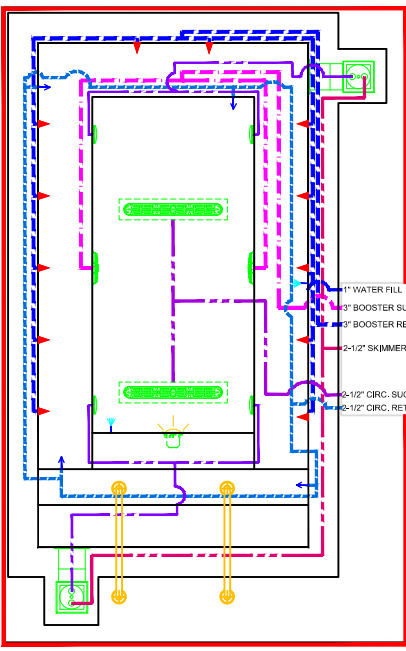 1" WATER FILL
3" BOOSTER SU
3" BOOSTER RE
2-1/2" SKIMMER
2-1/2" CIRC. SUC
2-1/2" CIRC. RET